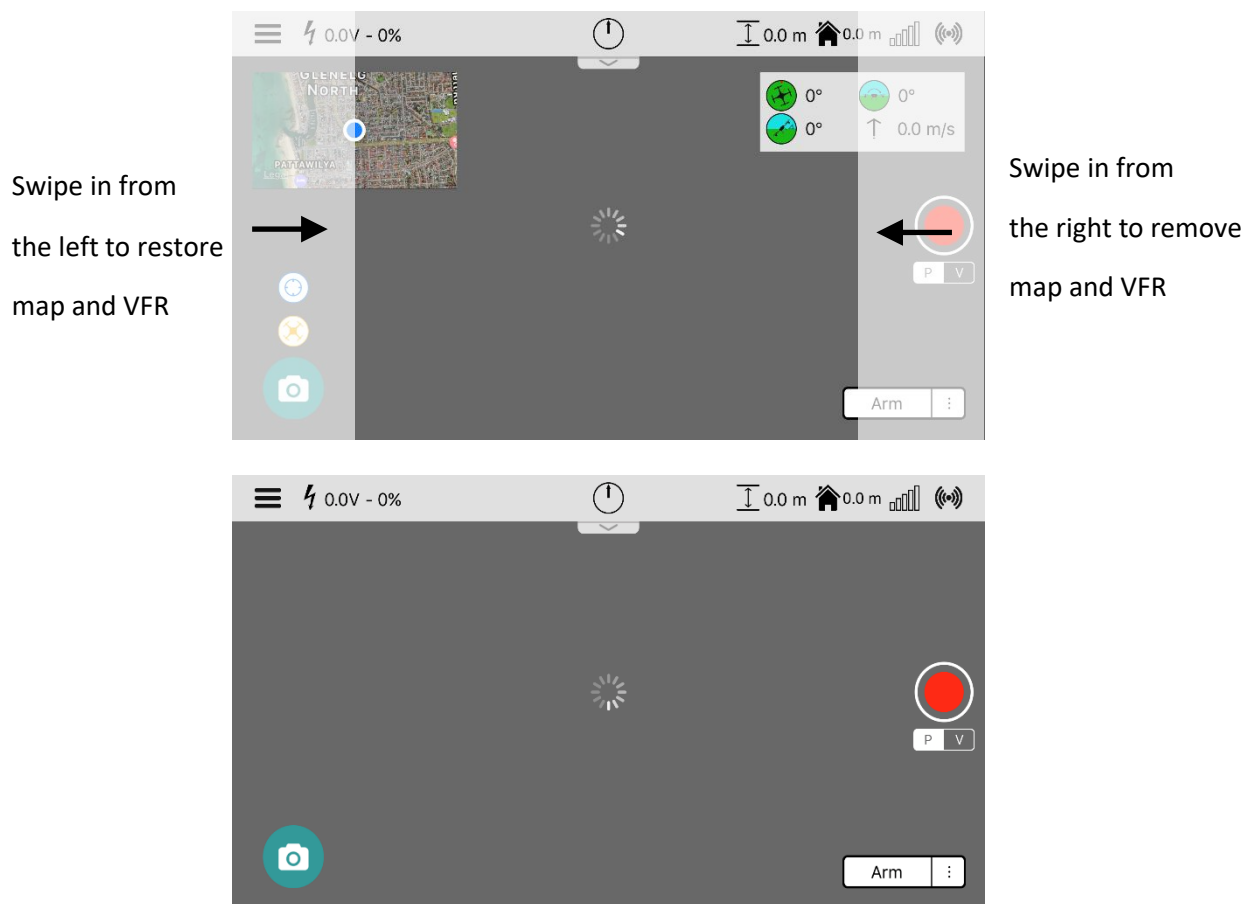 0.0V - 0%
0.0 m
0.0 m
GLENELG
NORTH
PATTAWILYA
0°
0°
0°
0.0 m/s
Swipe in from
the left to restore
map and VFR
Swipe in from
the right to remove
map and VFR
P V
Arm
0.0V - 0%
0.0 m
0.0 m
P V
Arm